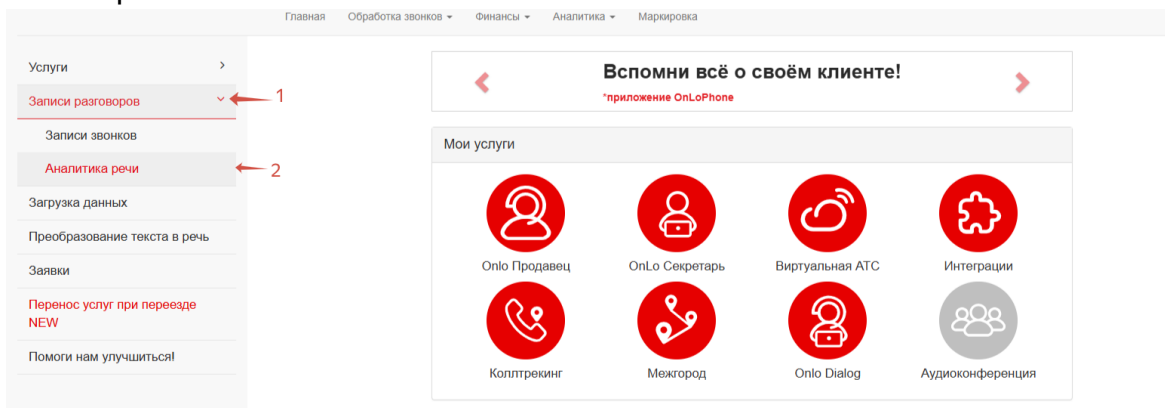 Главная Обработка звонков Финансы Аналитика Маркировка
Услуги
Записи разговоров 1
Записи звонков
Аналитика речи 2
Загрузка данных
Преобразование текста в речь
Заявки
Перенос услуг при переезде
NEW
Помоги нам улучшиться!
Вспомни всё о своём клиенте!
*приложение OnLoPhone
Мои услуги
Onlo Продавец OnLo Секретарь Виртуальная АТС Интеграции
Коллтрекинг Межгород Onlo Dialog Аудиоконференция